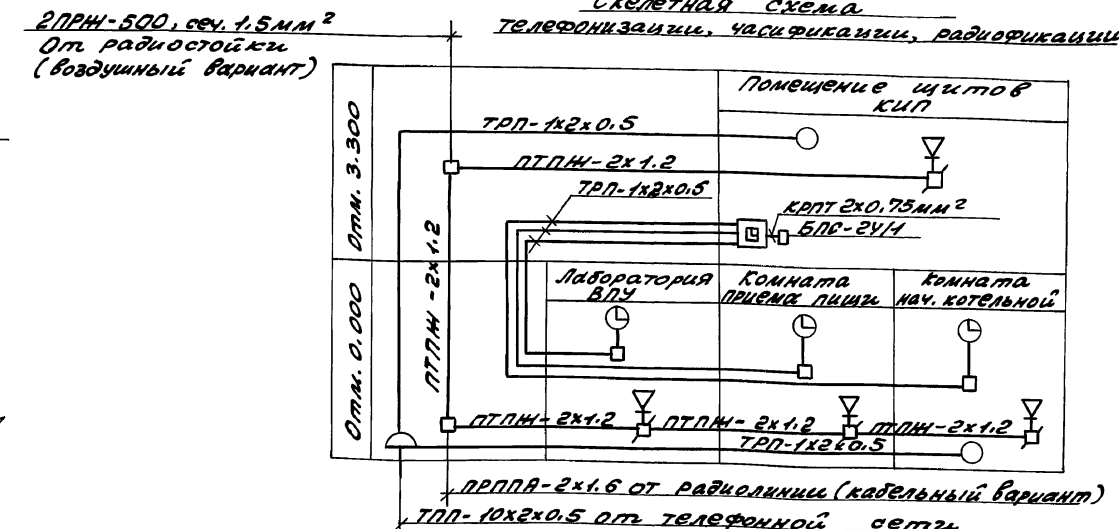 Скелетная схема
телефонизации, часификации, радиофикации
2ПРЖ-500, сеч. 1.5мм²
От радиостойки
(воздушный вариант)
Помещение щитов
КИП
Отм. 3.300
ТРП-1х2х0.5
ПТПЖ-2х1.2
ТРП-1х2х0.5
КРПТ 2х0.75мм²
БПС-2У/1
ПТПЖ-2х1.2
Отм. 0.000
Лаборатория
ВПУ
Комната
приема пищи
Комната
нач. котельной
ПТПЖ-2х1.2
ПТПЖ-2х1.2
ПТПЖ-2х1.2
ТРП-1х2х0.5
ПРППА-2х1.6 от радиолинии (кабельный вариант)
ТПП-10х2х0.5 от телефонной сети